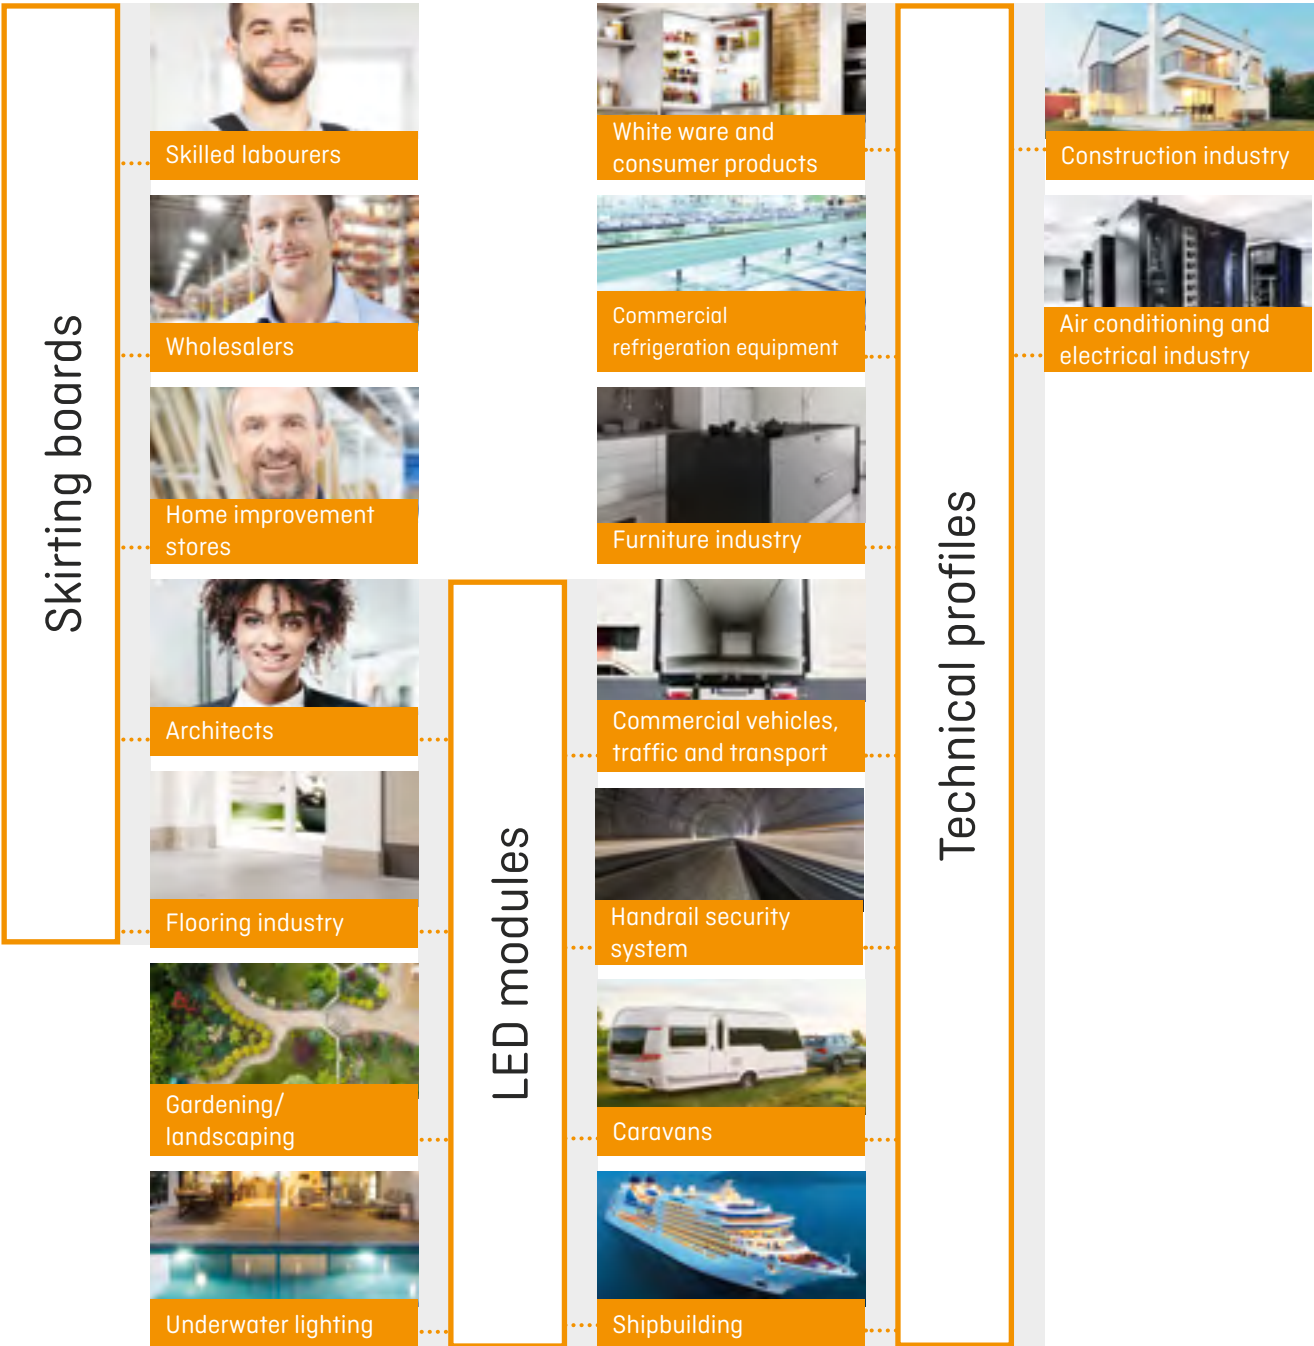 Skirting boards
Skilled labourers
Wholesalers
Home improvement
stores
Architects
Flooring industry
Gardening/
landscaping
Underwater lighting
LED modules
White ware and
consumer products
Commercial
refrigeration equipment
Furniture industry
Commercial vehicles,
traffic and transport
Handrail security
system
Caravans
Shipbuilding
Technical profiles
Construction industry
Air conditioning and
electrical industry